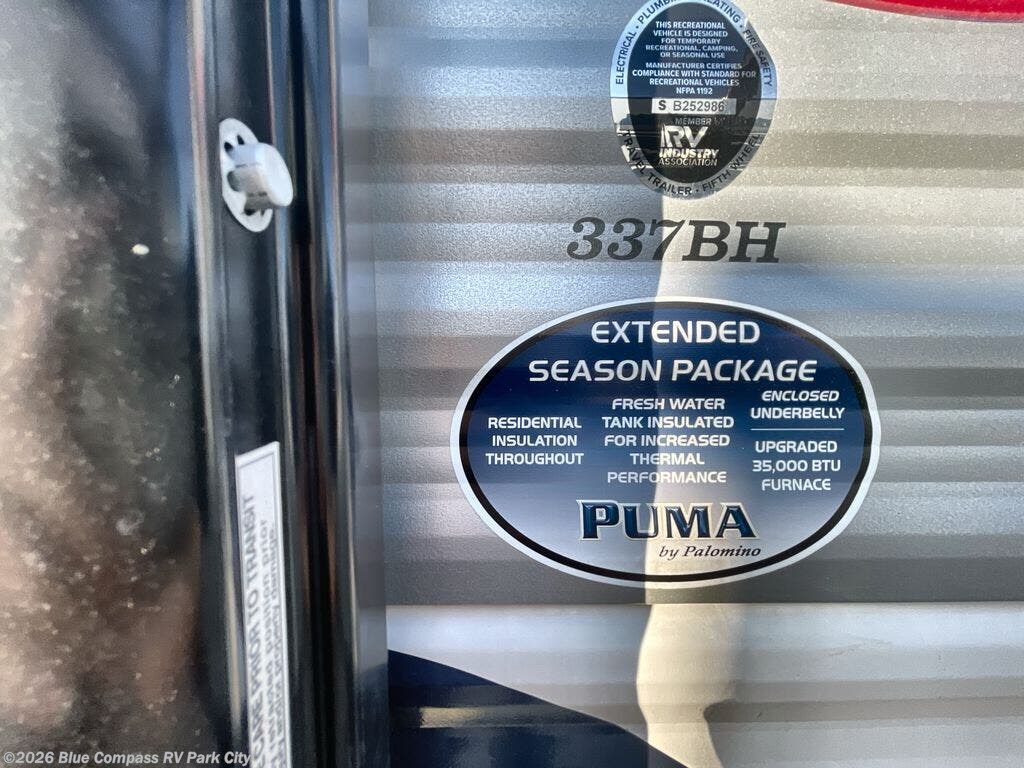 ELECTRICAL · PLUMBING · HEATING · FIRE SAFETY
THIS RECREATIONAL
VEHICLE IS DESIGNED
FOR TEMPORARY
RECREATIONAL, CAMPING,
OR SEASONAL USE
MANUFACTURER CERTIFIES
COMPLIANCE WITH STANDARD FOR
RECREATIONAL VEHICLES
NFPA 1192
S B252986
MEMBER
RV
INDUSTRY
ASSOCIATION
TRAVEL TRAILER · FIFTH WHEEL
337BH
EXTENDED
SEASON PACKAGE
RESIDENTIAL
INSULATION
THROUGHOUT
FRESH WATER
TANK INSULATED
FOR INCREASED
THERMAL
PERFORMANCE
ENCLOSED
UNDERBELLY
UPGRADED
35,000 BTU
FURNACE
PUMA
by Palomino
PRIOR TO TRANSIT
©2026 Blue Compass RV Park City